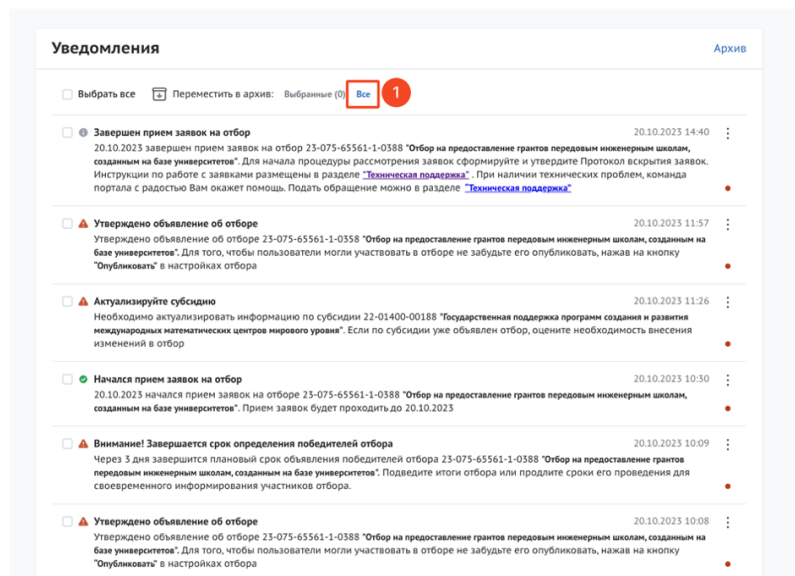 Уведомления
Архив
Выбрать все Переместить в архив: Выбранные (0) Все 1
Завершен прием заявок на отбор 20.10.2023 14:40
20.10.2023 завершен прием заявок на отбор 23-075-65561-1-0388 "Отбор на предоставление грантов передовым инженерным школам,
созданным на базе университетов". Для начала процедуры рассмотрения заявок сформируйте и утвердите Протокол вскрытия заявок.
Инструкции по работе с заявками размещены в разделе "Техническая поддержка" . При наличии технических проблем, команда
портала с радостью Вам окажет помощь. Подать обращение можно в разделе "Техническая поддержка"
Утверждено объявление об отборе 20.10.2023 11:57
Утверждено объявление об отборе 23-075-65561-1-0358 "Отбор на предоставление грантов передовым инженерным школам, созданным на
базе университетов". Для того, чтобы пользователи могли участвовать в отборе не забудьте его опубликовать, нажав на кнопку
"Опубликовать" в настройках отбора
Актуализируйте субсидию 20.10.2023 11:26
Необходимо актуализировать информацию по субсидии 22-01400-00188 "Государственная поддержка программ создания и развития
международных математических центров мирового уровня". Если по субсидии уже объявлен отбор, оцените необходимость внесения
изменений в отбор
Начался прием заявок на отбор 20.10.2023 10:30
20.10.2023 начался прием заявок на отборе 23-075-65561-1-0388 "Отбор на предоставление грантов передовым инженерным школам,
созданным на базе университетов". Прием заявок будет проходить до 20.10.2023
Внимание! Завершается срок определения победителей отбора 20.10.2023 10:09
Через 3 дня завершится плановый срок объявления победителей отбора 23-075-65561-1-0388 "Отбор на предоставление грантов
передовым инженерным школам, созданным на базе университетов". Подведите итоги отбора или продлите сроки его проведения для
своевременного информирования участников отбора.
Утверждено объявление об отборе 20.10.2023 10:08
Утверждено объявление об отборе 23-075-65561-1-0388 "Отбор на предоставление грантов передовым инженерным школам, созданным на
базе университетов". Для того, чтобы пользователи могли участвовать в отборе не забудьте его опубликовать, нажав на кнопку
"Опубликовать" в настройках отбора